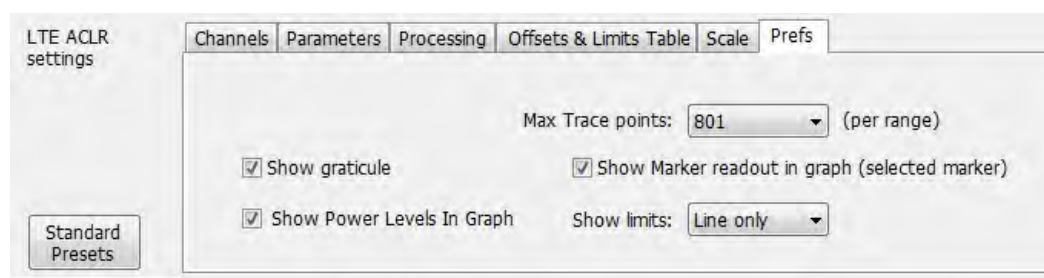 LTE ACLR
settings
Channels Parameters Processing Offsets & Limits Table Scale Prefs
Max Trace points: 801 (per range)
Show graticule Show Marker readout in graph (selected marker)
Show Power Levels In Graph Show limits: Line only
Standard
Presets